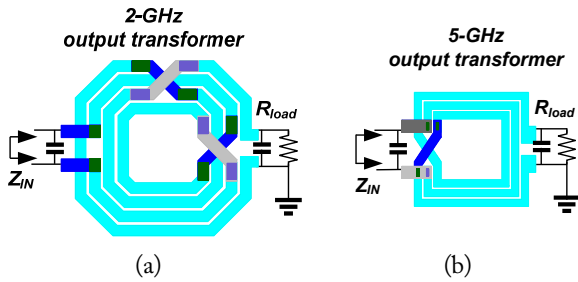 2-GHz
output transformer
5-GHz
output transformer
Rload
ZIN
Rload
ZIN
(a)
(b)